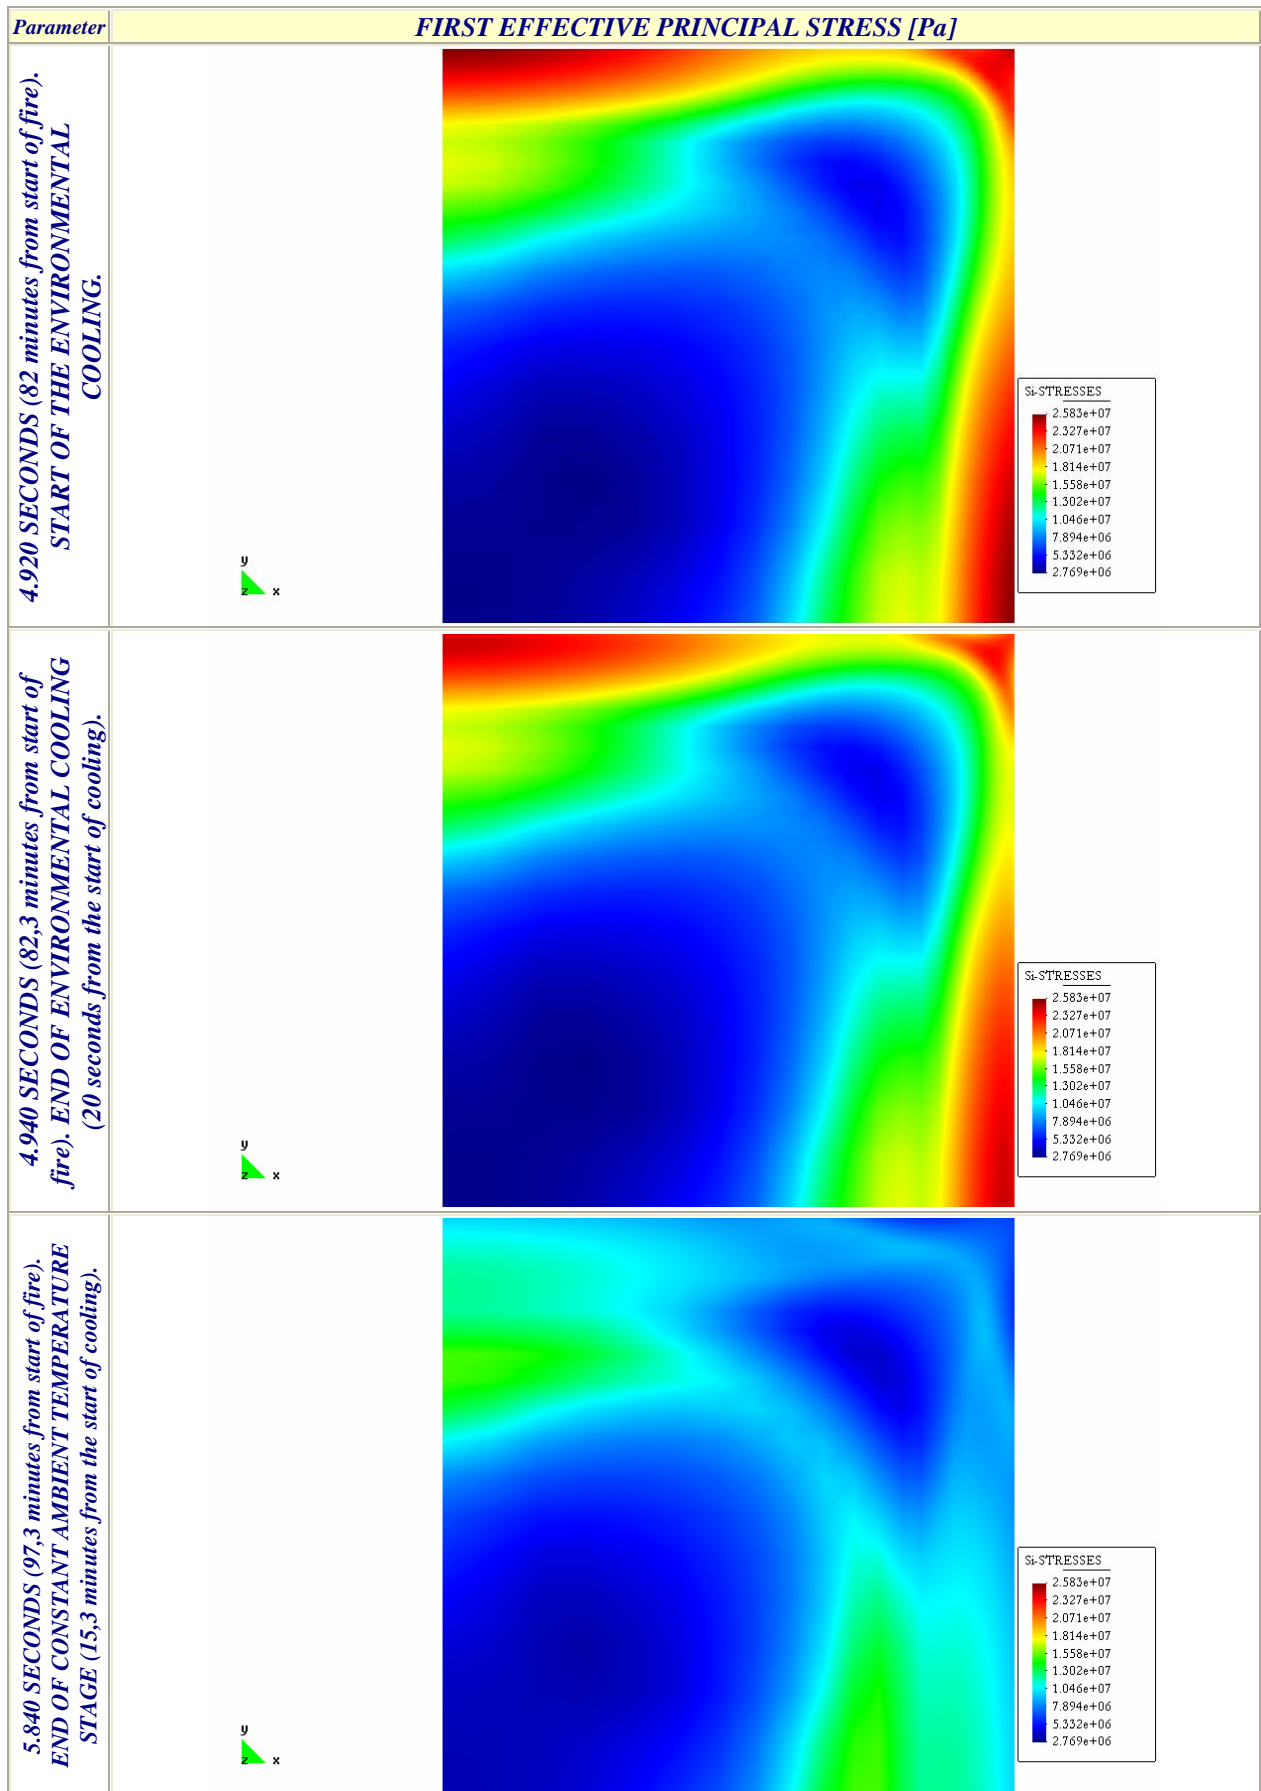 Parameter
FIRST EFFECTIVE PRINCIPAL STRESS [Pa]
4.920 SECONDS (82 minutes from start of fire).
START OF THE ENVIRONMENTAL
COOLING.
y
z x
Si-STRESSES
2.583e+07
2.327e+07
2.071e+07
1.814e+07
1.558e+07
1.302e+07
1.046e+07
7.894e+06
5.332e+06
2.769e+06
4.940 SECONDS (82,3 minutes from start of
fire). END OF ENVIRONMENTAL COOLING
(20 seconds from the start of cooling).
y
z x
Si-STRESSES
2.583e+07
2.327e+07
2.071e+07
1.814e+07
1.558e+07
1.302e+07
1.046e+07
7.894e+06
5.332e+06
2.769e+06
5.840 SECONDS (97,3 minutes from start of fire).
END OF CONSTANT AMBIENT TEMPERATURE
STAGE (15,3 minutes from the start of cooling).
y
z x
Si-STRESSES
2.583e+07
2.327e+07
2.071e+07
1.814e+07
1.558e+07
1.302e+07
1.046e+07
7.894e+06
5.332e+06
2.769e+06